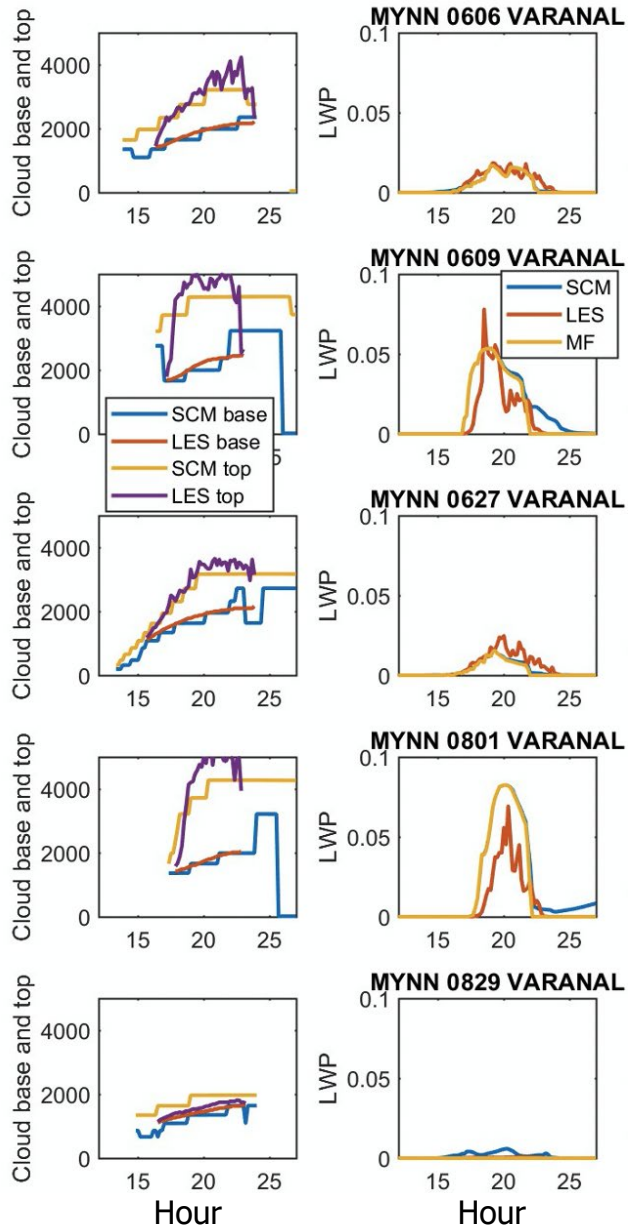 MYNN 0606 VARANAL
Cloud base and top
4000
2000
0
15 20 25
LWP
0.1
0.05
0
15 20 25
MYNN 0609 VARANAL
Cloud base and top
4000
2000
0
5
SCM base
LES base
SCM top
LES top
LWP
0.1
0.05
0
15 20 25
SCM
LES
MF
MYNN 0627 VARANAL
Cloud base and top
4000
2000
0
15 20 25
LWP
0.1
0.05
0
15 20 25
MYNN 0801 VARANAL
Cloud base and top
4000
2000
0
15 20 25
LWP
0.1
0.05
0
15 20 25
MYNN 0829 VARANAL
Cloud base and top
4000
2000
0
15 20 25
Hour
LWP
0.1
0.05
0
15 20 25
Hour